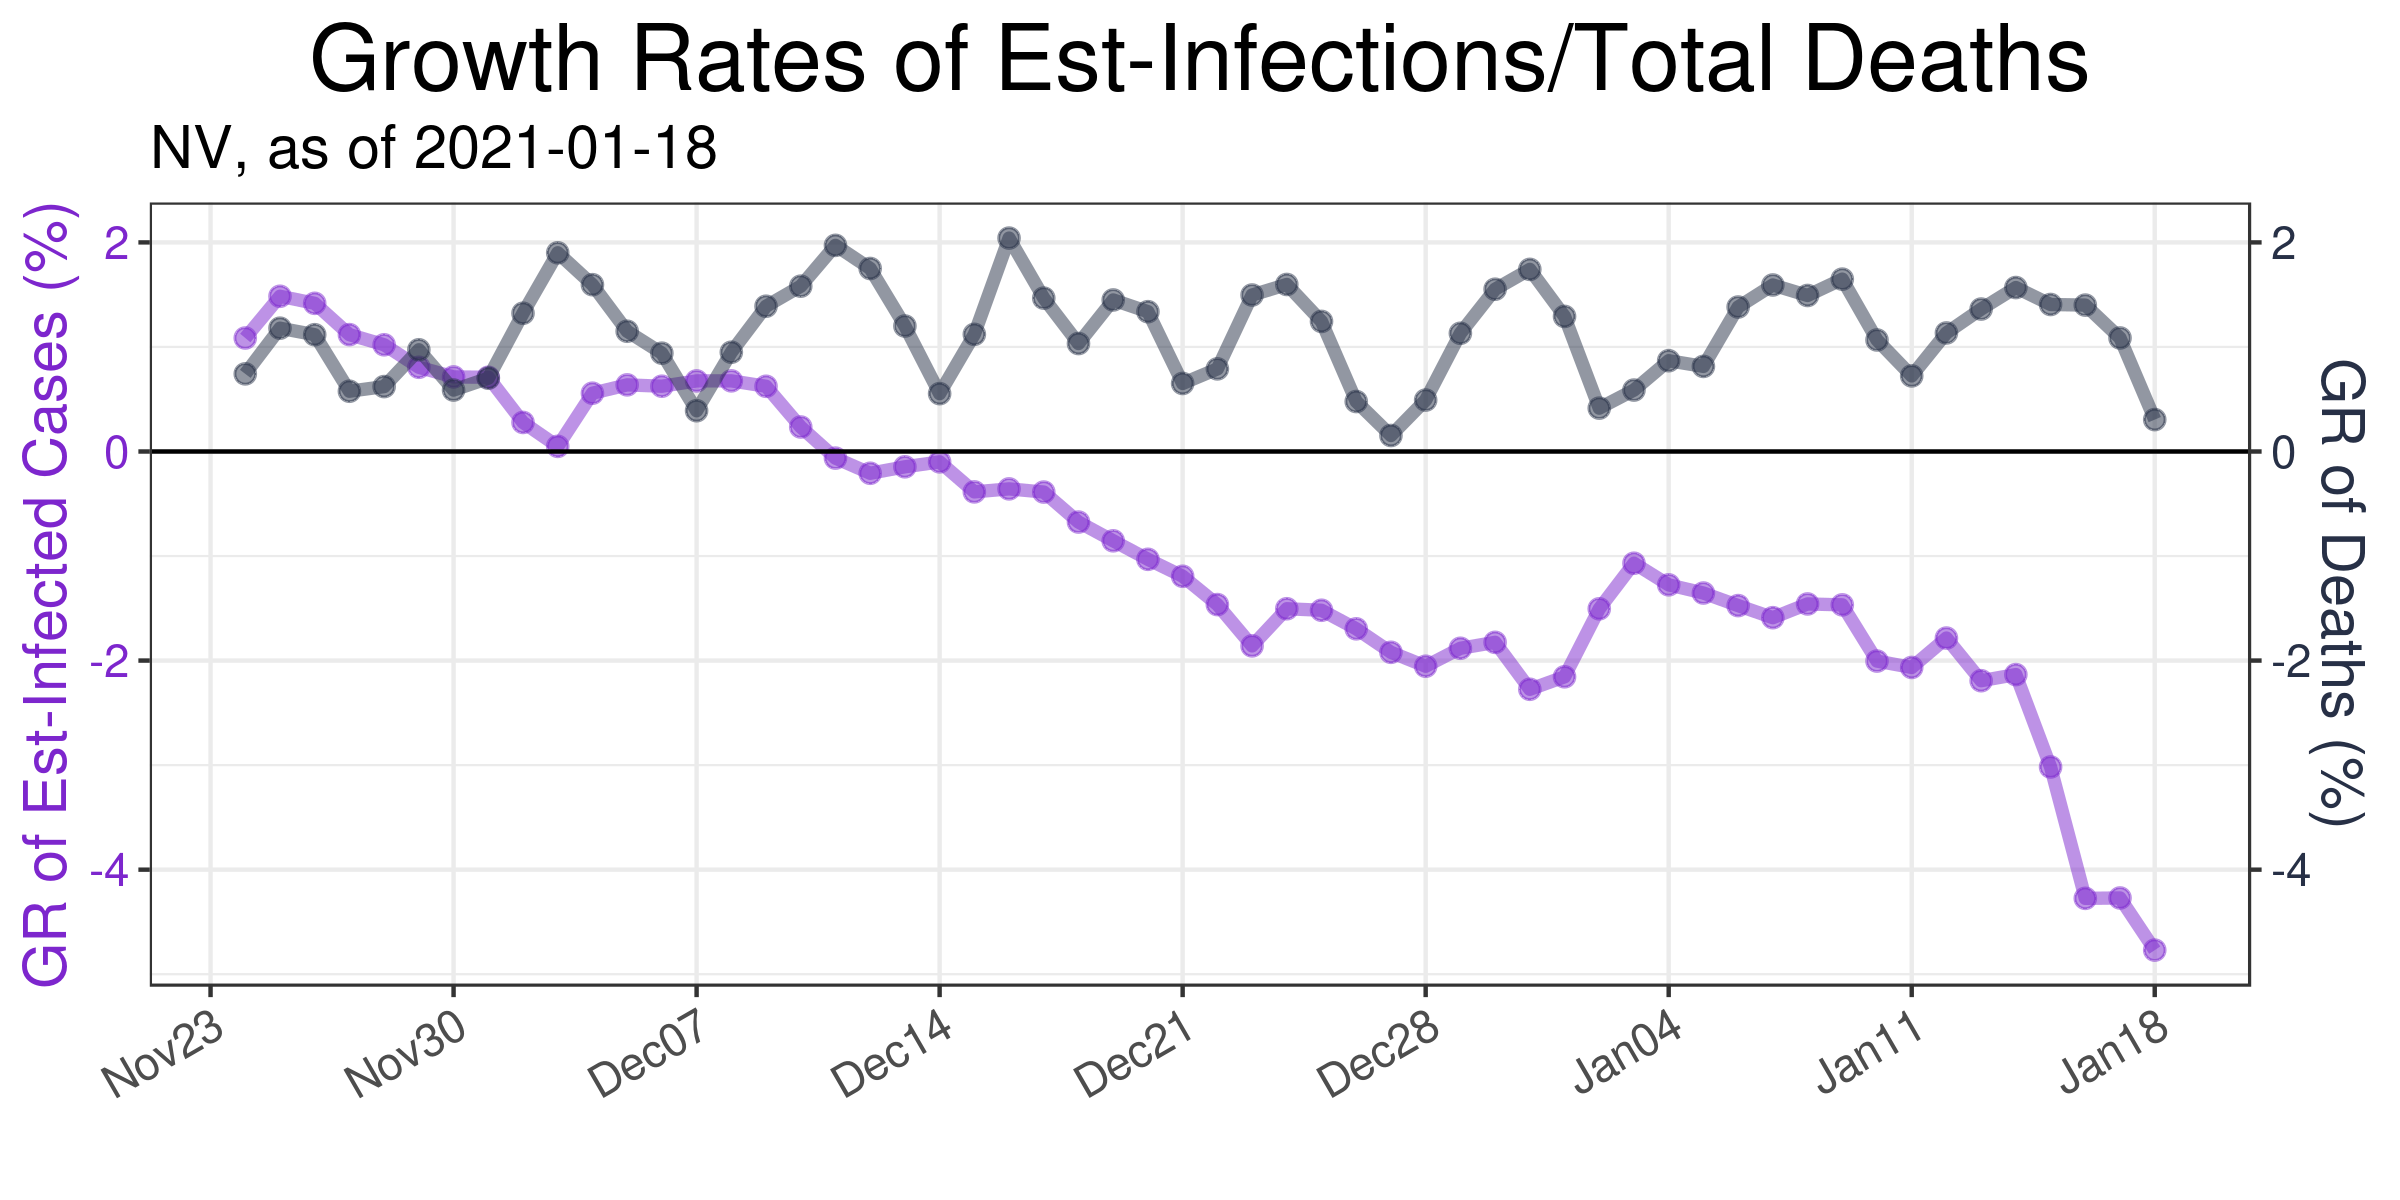 Growth Rates of Est-Infections/Total Deaths
NV, as of 2021-01-18
GR of Est-Infected Cases (%)
2
0
-2
-4
2
0
-2
-4
GR of Deaths (%)
Nov23
Nov30
Dec07
Dec14
Dec21
Dec28
Jan04
Jan11
Jan18